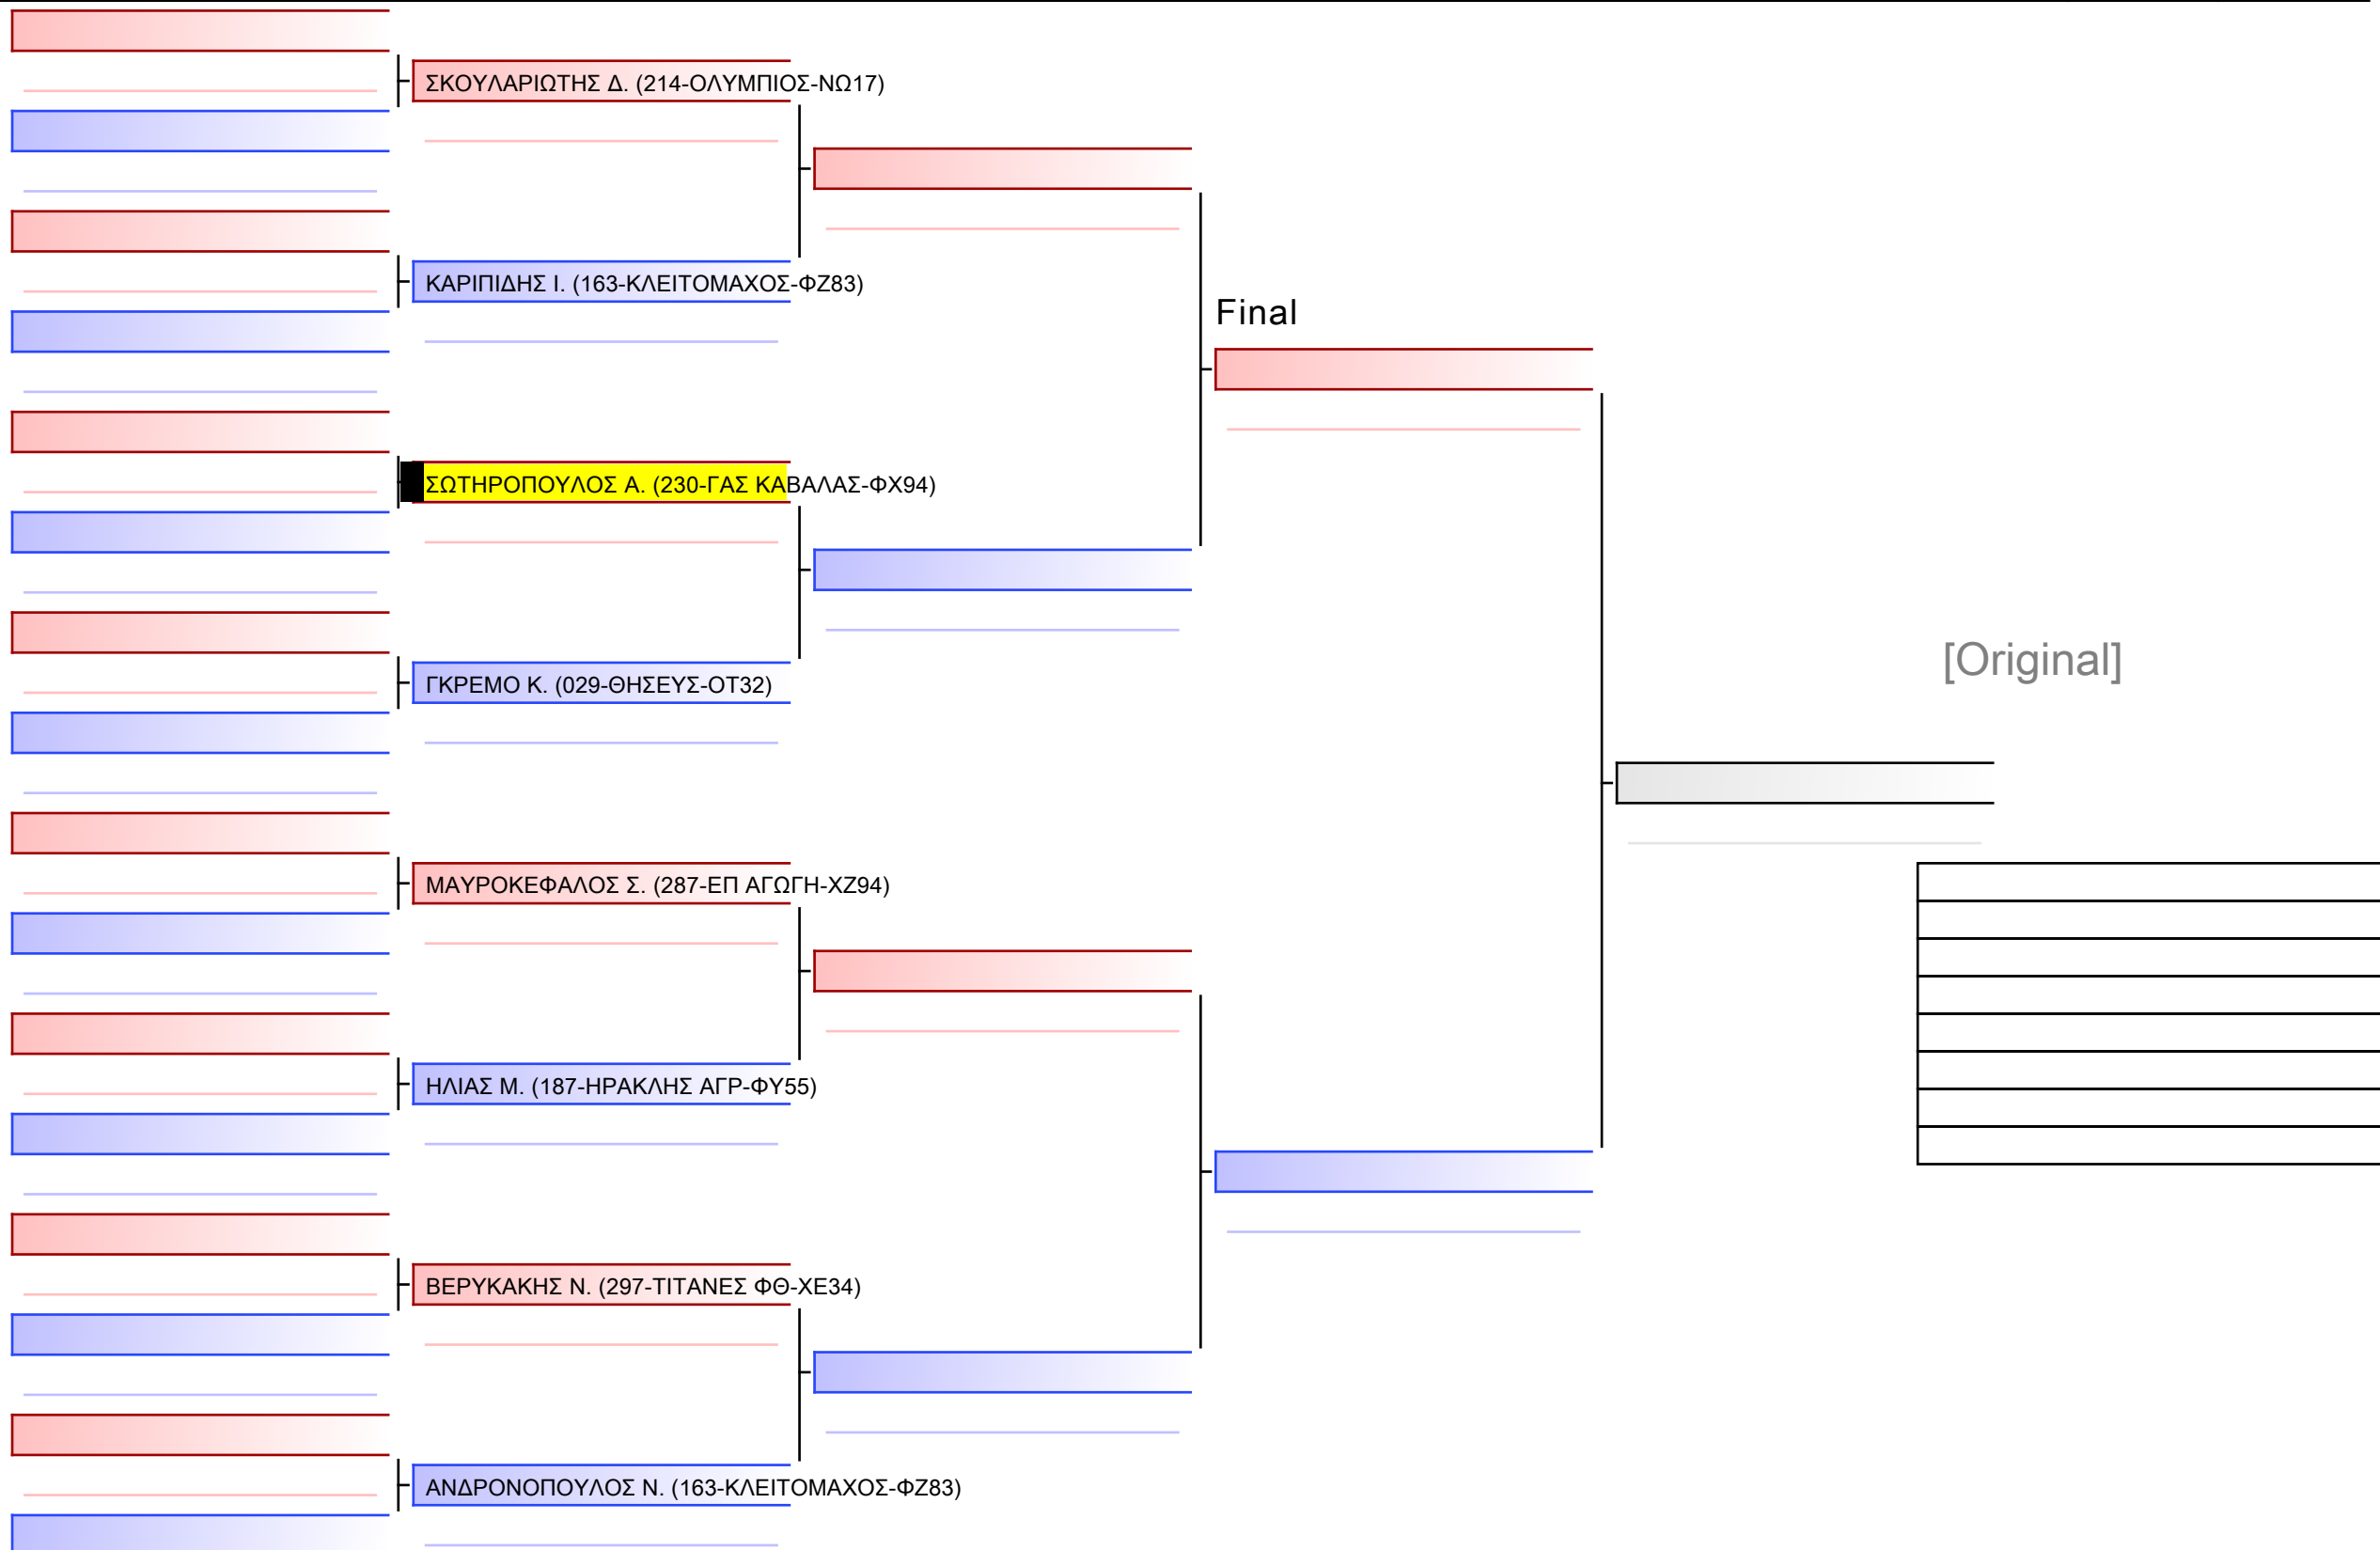 ΣΚΟΥΛΑΡΙΩΤΗΣ Δ. (214-ΟΛΥΜΠΙΟΣ-ΝΩ17)
ΚΑΡΙΠΙΔΗΣ Ι. (163-ΚΛΕΙΤΟΜΑΧΟΣ-ΦΖ83)
Final
ΣΩΤΗΡΟΠΟΥΛΟΣ Α. (230-ΓΑΣ ΚΑΒΑΛΑΣ-ΦΧ94)
[Original]
ΓΚΡΕΜΟ Κ. (029-ΘΗΣΕΥΣ-ΟΤ32)
ΜΑΥΡΟΚΕΦΑΛΟΣ Σ. (287-ΕΠ ΑΓΩΓΗ-ΧΖ94)
ΗΛΙΑΣ Μ. (187-ΗΡΑΚΛΗΣ ΑΓΡ-ΦΥ55)
ΒΕΡΥΚΑΚΗΣ Ν. (297-ΤΙΤΑΝΕΣ ΦΘ-ΧΕ34)
ΑΝΔΡΟΝΟΠΟΥΛΟΣ Ν. (163-ΚΛΕΙΤΟΜΑΧΟΣ-ΦΖ83)